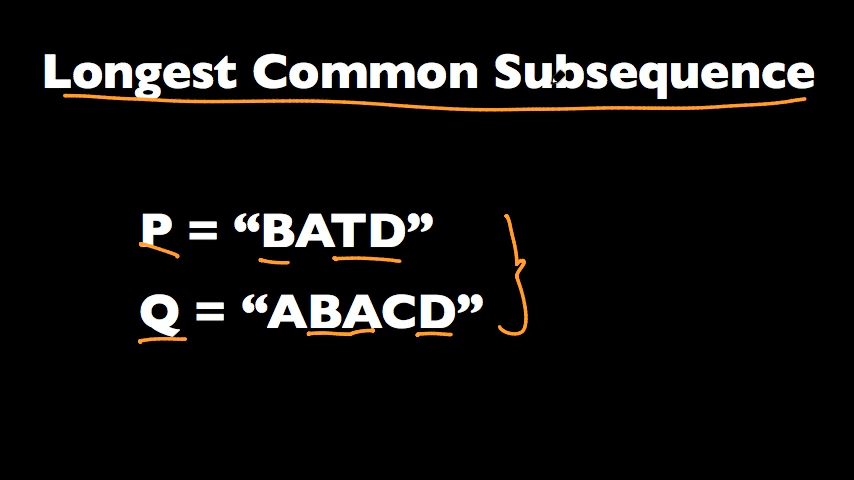 Longest Common Subsequence
P = “BATD”
Q = “ABACD”